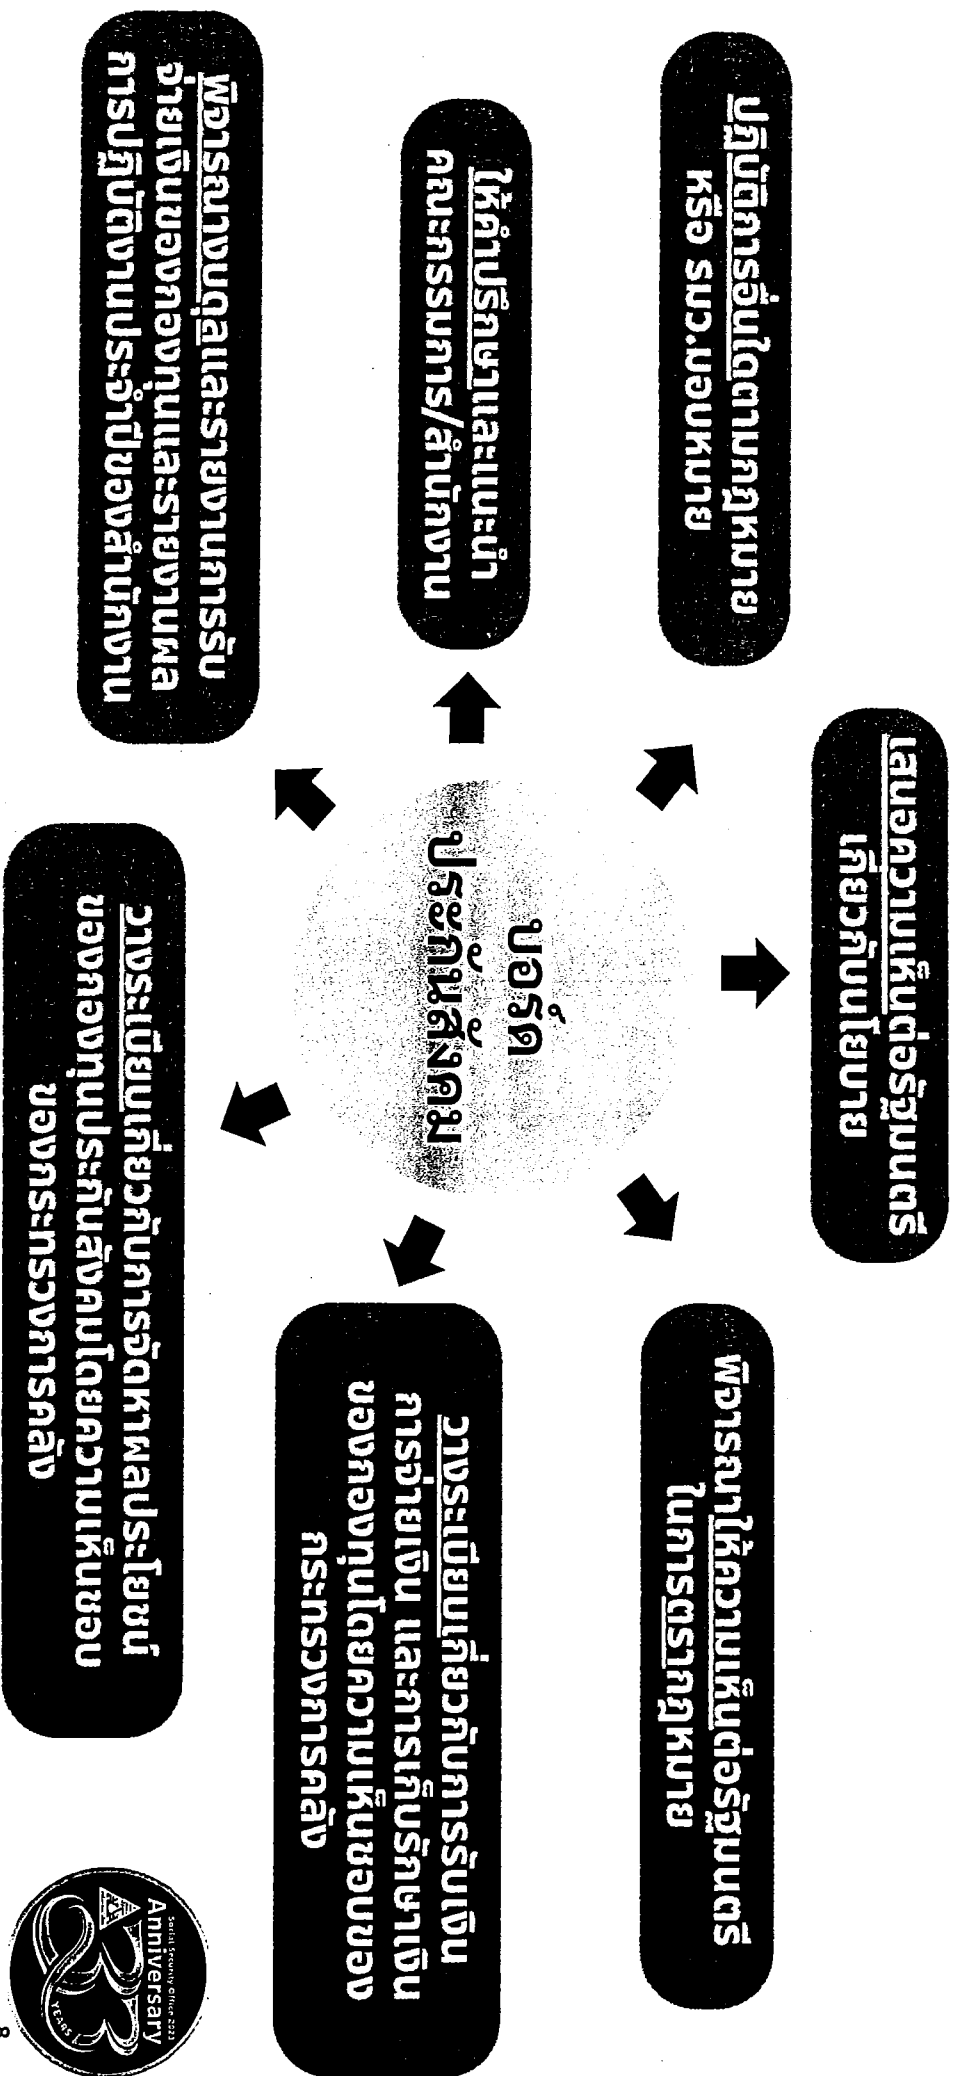 เสนอความเห็นต่อรัฐมนตรี
เกี่ยวกับนโยบาย
ปฏิบัติการอื่นใดตามกฎหมาย
หรือ รมว.มอบหมาย
พิจารณาให้ความเห็นต่อรัฐมนตรี
ในการตรากฎหมาย
บอร์ด
ประกันสังคม
ให้คำปรึกษาและแนะนำ
คณะกรรมการ/สำนักงาน
วางระเบียบเกี่ยวกับการรับเงิน
การจ่ายเงิน และการเก็บรักษาเงิน
ของกองทุนโดยความเห็นชอบของ
กระทรวงการคลัง
พิจารณางบดุลและรายงานการรับ
จ่ายเงินของกองทุนและรายงานผล
การปฏิบัติงานประจำปีของสำนักงาน
วางระเบียบเกี่ยวกับการจัดหาผลประโยชน์
ของกองทุนประกันสังคมโดยความเห็นชอบ
ของกระทรวงการคลัง
Social Security Office 2023
Anniversary
YEARS
8